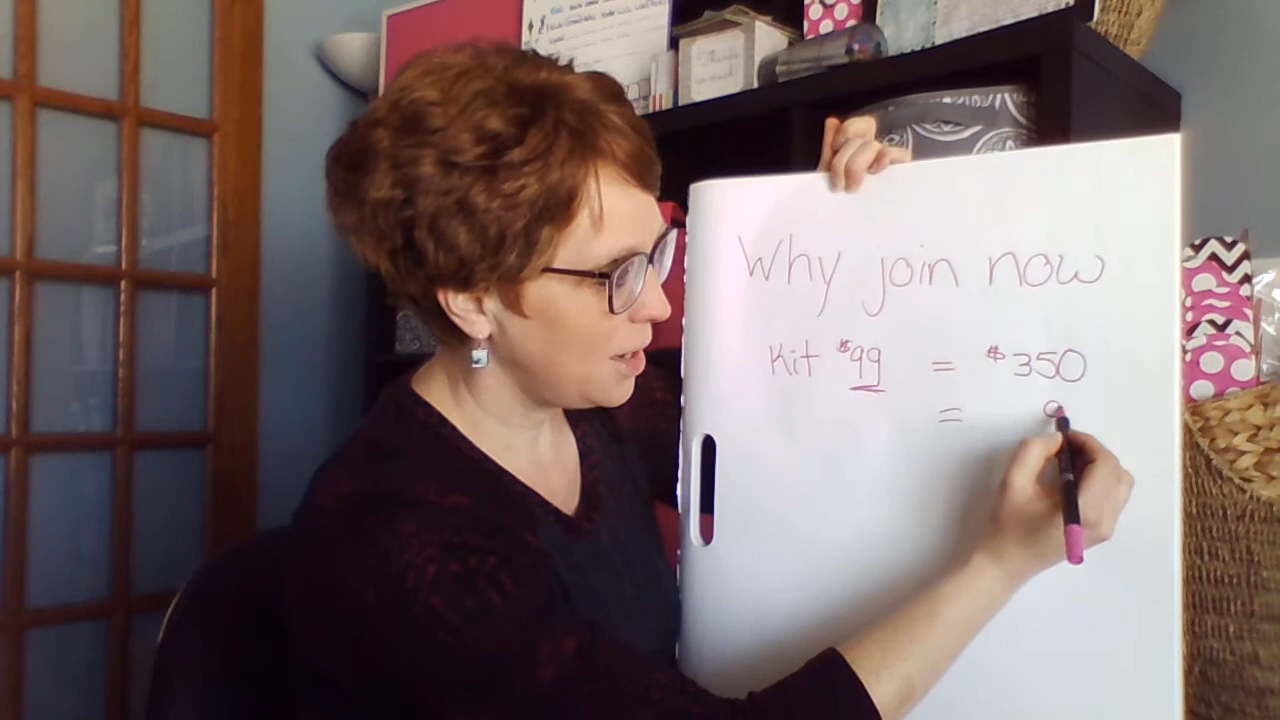 Why join now
Kit $99 = $350
=